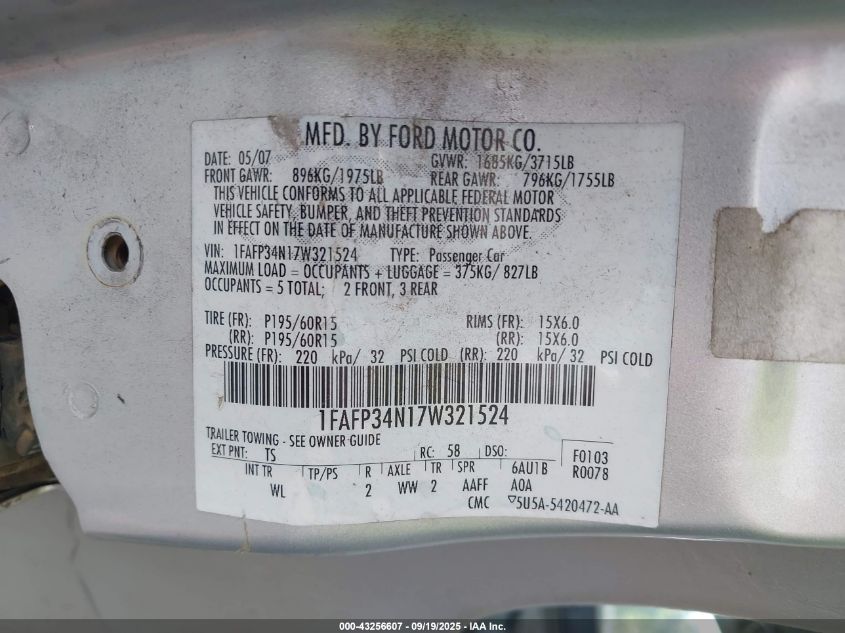 MFD. BY FORD MOTOR CO.
DATE: 05/07 GVWR: 1685KG/3715LB
FRONT GAWR: 896KG/1975LB REAR GAWR: 796KG/1755LB
THIS VEHICLE CONFORMS TO ALL APPLICABLE FEDERAL MOTOR
VEHICLE SAFETY, BUMPER, AND THEFT PREVENTION STANDARDS
IN EFFECT ON THE DATE OF MANUFACTURE SHOWN ABOVE.
VIN: 1FAFP34N17W321524 TYPE: Passenger Car
MAXIMUM LOAD = OCCUPANTS + LUGGAGE = 375KG/ 827LB
OCCUPANTS = 5 TOTAL; 2 FRONT, 3 REAR
TIRE (FR): P195/60R15 RIMS (FR): 15X6.0
(RR): P195/60R15 (RR): 15X6.0
PRESSURE (FR): 220 kPa/ 32 PSI COLD (RR): 220 kPa/ 32 PSI COLD
1FAFP34N17W321524
TRAILER TOWING - SEE OWNER GUIDE
EXT PNT: TS RC: 58 DSO: F0103
INT TR TP/PS R AXLE TR SPR 6AU1B R0078
WL 2 WW 2 AAFF A0A
CMC 5U5A-5420472-AA
000-43256607 - 09/19/2025 - IAA Inc.